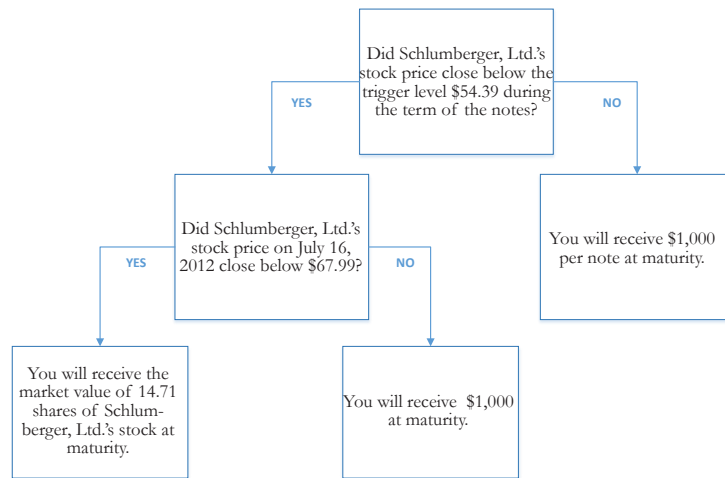 Did Schlumberger, Ltd.'s
stock price close below the
trigger level $54.39 during
the term of the notes?
YES
NO
Did Schlumberger, Ltd.'s
stock price on July 16,
2012 close below $67.99?
You will receive $1,000
per note at maturity.
YES
NO
You will receive the
market value of 14.71
shares of Schlum-
berger, Ltd.'s stock at
maturity.
You will receive $1,000
at maturity.